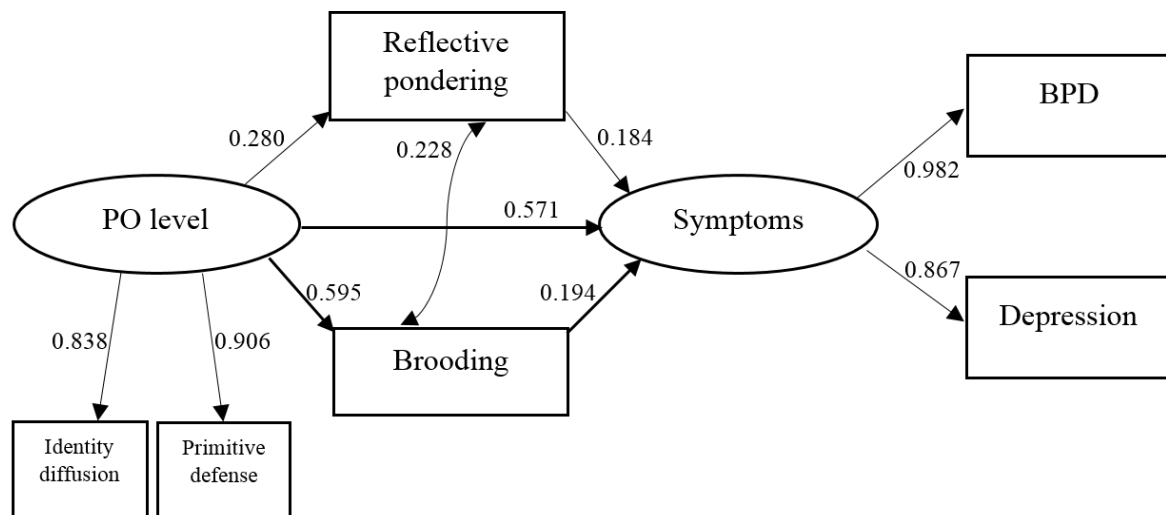 Reflective
pondering
BPD
0.280
0.228
0.184
0.982
PO level
0.571
Symptoms
0.595
0.194
0.867
0.838
0.906
Brooding
Depression
Identity
diffusion
Primitive
defense